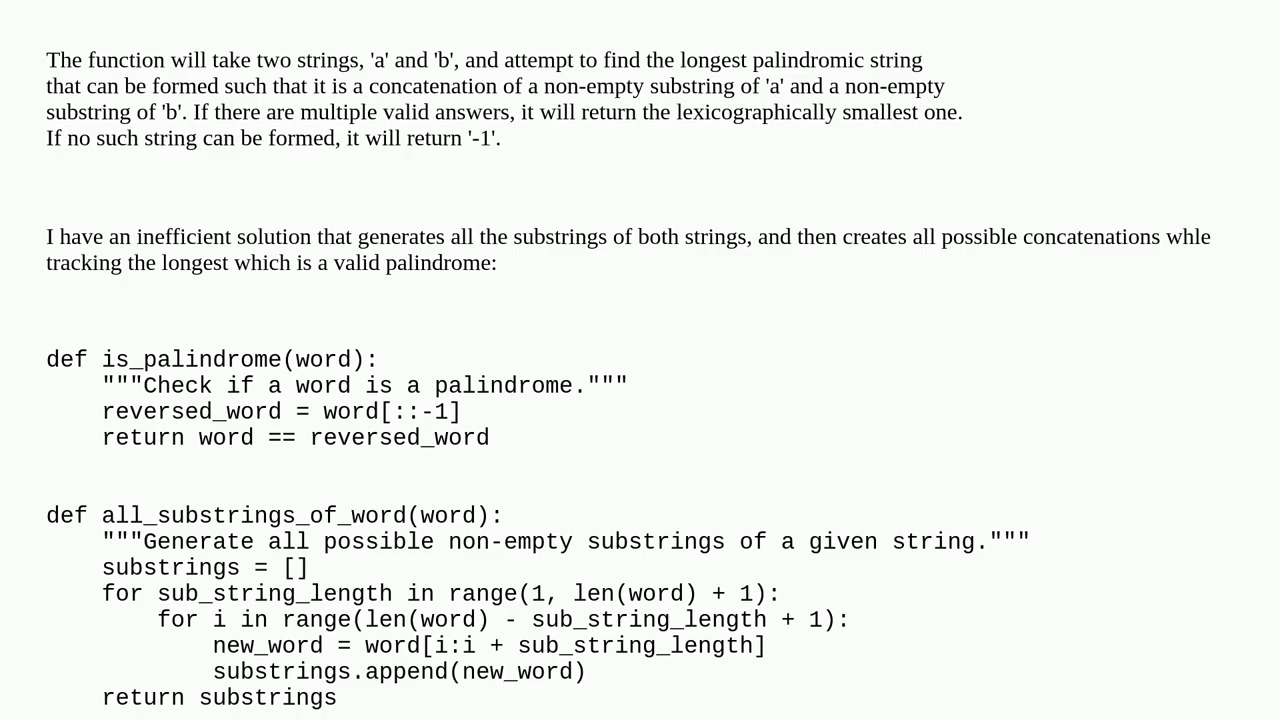 The function will take two strings, 'a' and 'b', and attempt to find the longest palindromic string
that can be formed such that it is a concatenation of a non-empty substring of 'a' and a non-empty
substring of 'b'. If there are multiple valid answers, it will return the lexicographically smallest one.
If no such string can be formed, it will return '-1'.
I have an inefficient solution that generates all the substrings of both strings, and then creates all possible concatenations whle
tracking the longest which is a valid palindrome:
def is_palindrome(word):
    """Check if a word is a palindrome."""
    reversed_word = word[::-1]
    return word == reversed_word
def all_substrings_of_word(word):
    """Generate all possible non-empty substrings of a given string."""
    substrings = []
    for sub_string_length in range(1, len(word) + 1):
        for i in range(len(word) - sub_string_length + 1):
            new_word = word[i:i + sub_string_length]
            substrings.append(new_word)
    return substrings